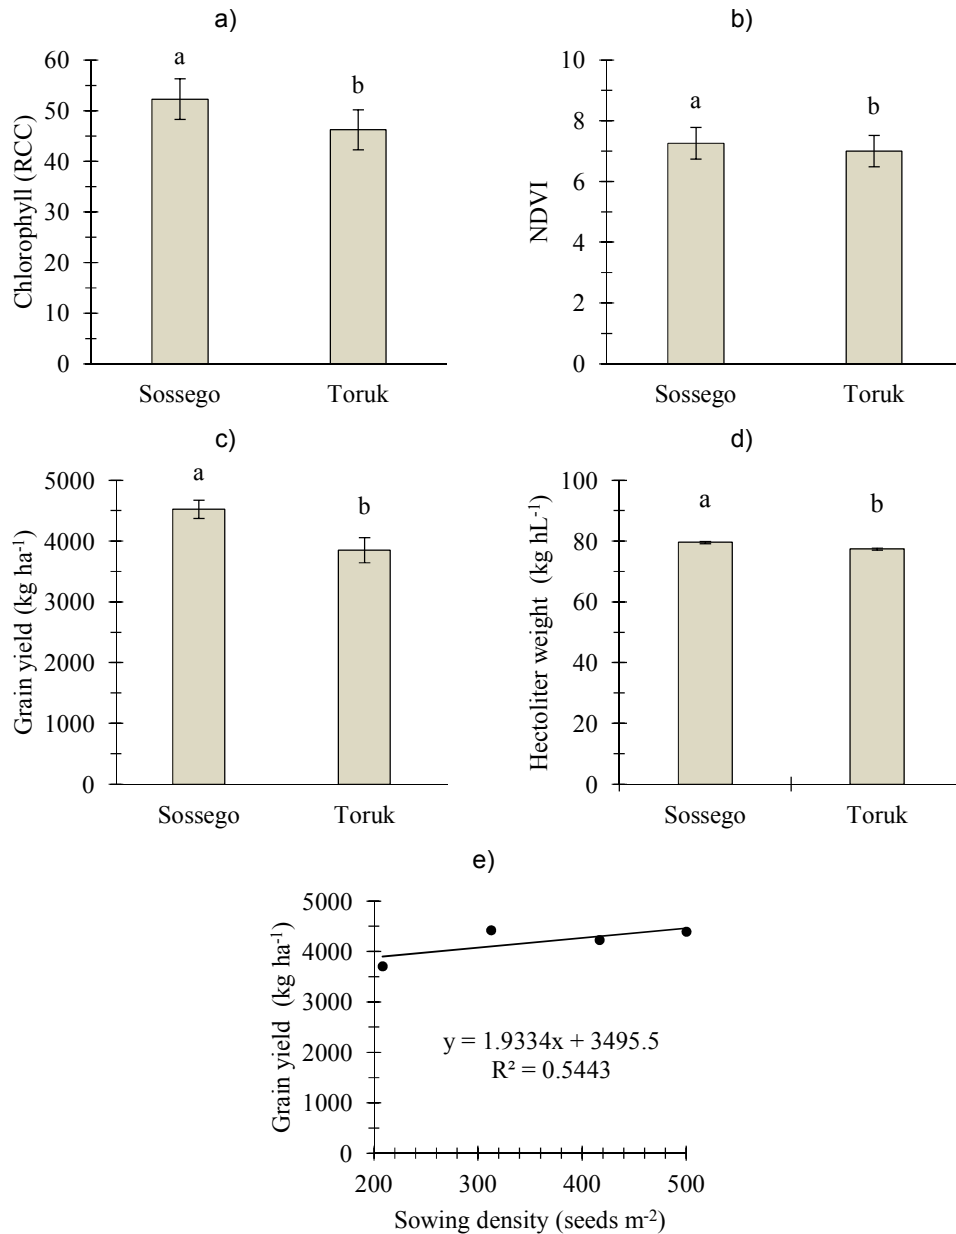 a)
Chlorophyll (RCC)
60
50
40
30
20
10
0
a
b
Sossego
Toruk
b)
NDVI
10
8
6
4
2
0
a
b
Sossego
Toruk
c)
Grain yield (kg ha⁻¹)
5000
4000
3000
2000
1000
0
a
b
Sossego
Toruk
d)
Hectoliter weight (kg hL⁻¹)
100
80
60
40
20
0
a
b
Sossego
Toruk
e)
Grain yield (kg ha⁻¹)
5000
4000
3000
2000
1000
0
y = 1.9334x + 3495.5
R² = 0.5443
200
300
400
500
Sowing density (seeds m⁻²)